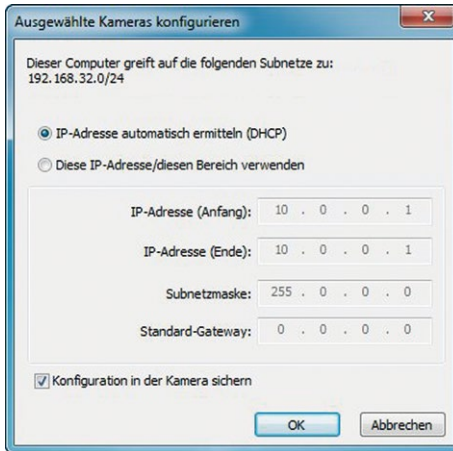 Ausgewählte Kameras konfigurieren
Dieser Computer greift auf die folgenden Subnetze zu:
192.168.32.0/24
IP-Adresse automatisch ermitteln (DHCP)
Diese IP-Adresse/diesen Bereich verwenden
IP-Adresse (Anfang): 10 . 0 . 0 . 1
IP-Adresse (Ende): 10 . 0 . 0 . 1
Subnetzmaske: 255 . 0 . 0 . 0
Standard-Gateway: 0 . 0 . 0 . 0
Konfiguration in der Kamera sichern
OK Abbrechen